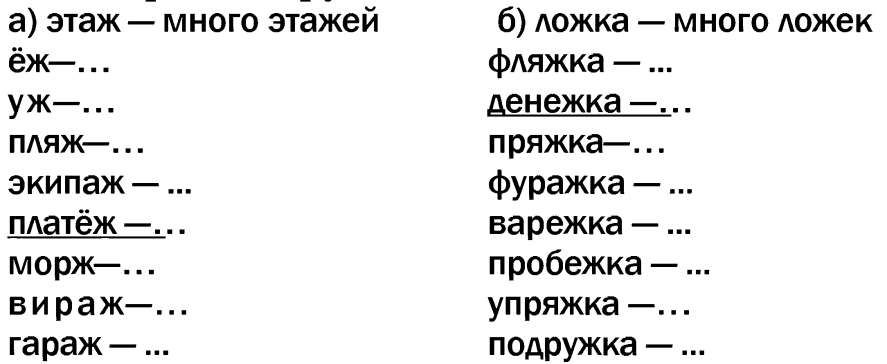 а) этаж — много этажей
ёж—...
уж—...
пляж—...
экипаж — ...
платёж —...
морж—...
вираж—...
гараж — ...
б) ложка — много ложек
фляжка — ...
денежка —...
пряжка—...
фуражка — ...
варежка — ...
пробежка — ...
упряжка —...
подружка — ...